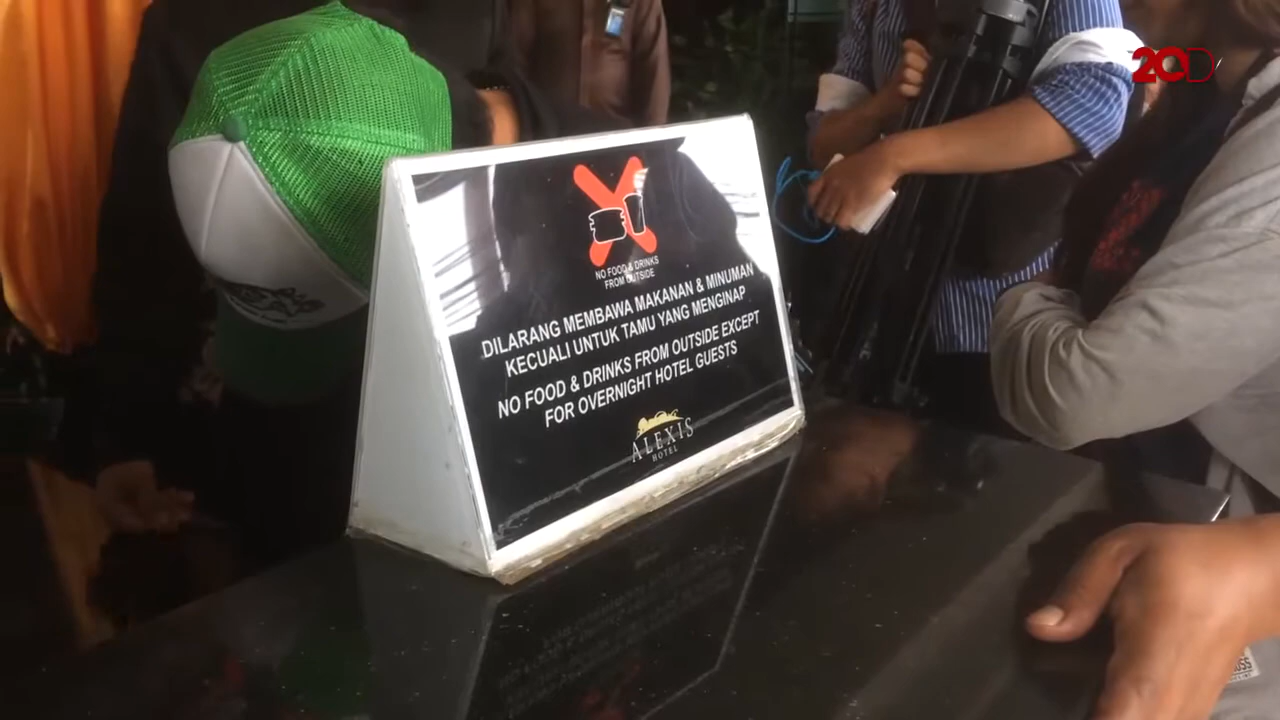 20D
NO FOOD & DRINKS
FROM OUTSIDE
DILARANG MEMBAWA MAKANAN & MINUMAN
KECUALI UNTUK TAMU YANG MENGINAP
NO FOOD & DRINKS FROM OUTSIDE EXCEPT
FOR OVERNIGHT HOTEL GUESTS
ALEXIS
HOTEL